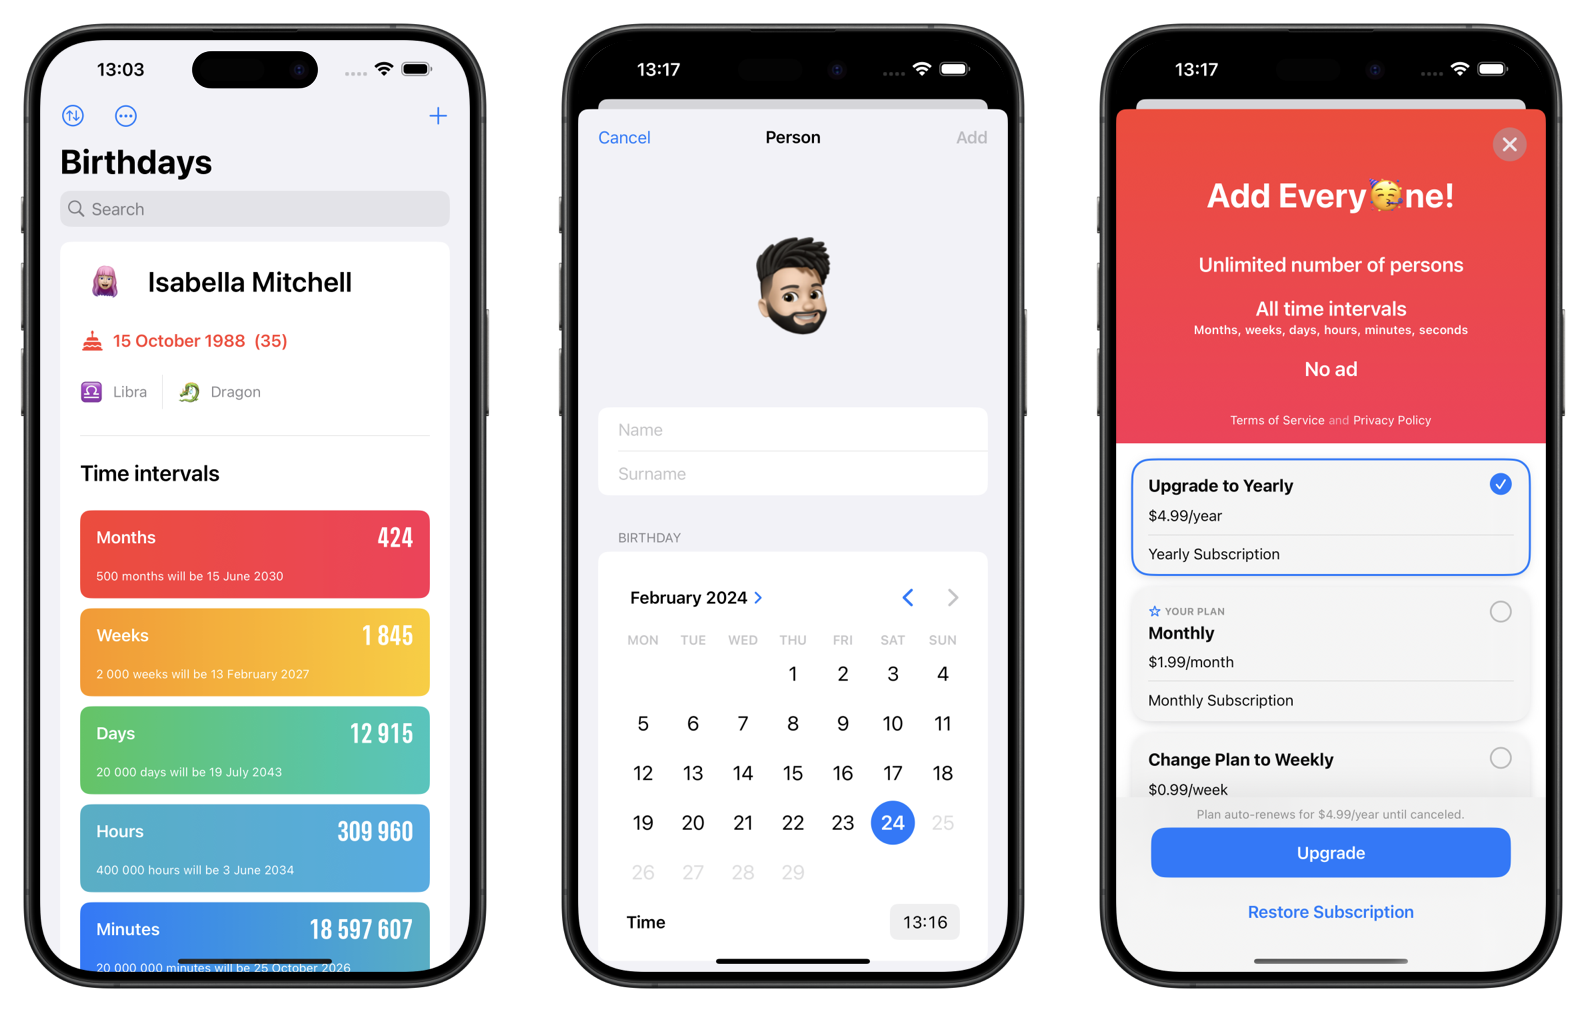 13:03
Birthdays
Search
Isabella Mitchell
15 October 1988 (35)
Libra
Dragon
Time intervals
Months 424
500 months will be 15 June 2030
Weeks 1 845
2 000 weeks will be 13 February 2027
Days 12 915
20 000 days will be 19 July 2043
Hours 309 960
400 000 hours will be 3 June 2034
Minutes 18 597 607
20 000 000 minutes will be 25 October 2026
13:17
Cancel Person Add
Name
Surname
BIRTHDAY
February 2024
MON TUE WED THU FRI SAT SUN
1 2 3 4
5 6 7 8 9 10 11
12 13 14 15 16 17 18
19 20 21 22 23 24 25
26 27 28 29
Time 13:16
13:17
Add Every🥳ne!
Unlimited number of persons
All time intervals
Months, weeks, days, hours, minutes, seconds
No ad
Terms of Service and Privacy Policy
Upgrade to Yearly
$4.99/year
Yearly Subscription
YOUR PLAN
Monthly
$1.99/month
Monthly Subscription
Change Plan to Weekly
$0.99/week
Plan auto-renews for $4.99/year until canceled.
Upgrade
Restore Subscription